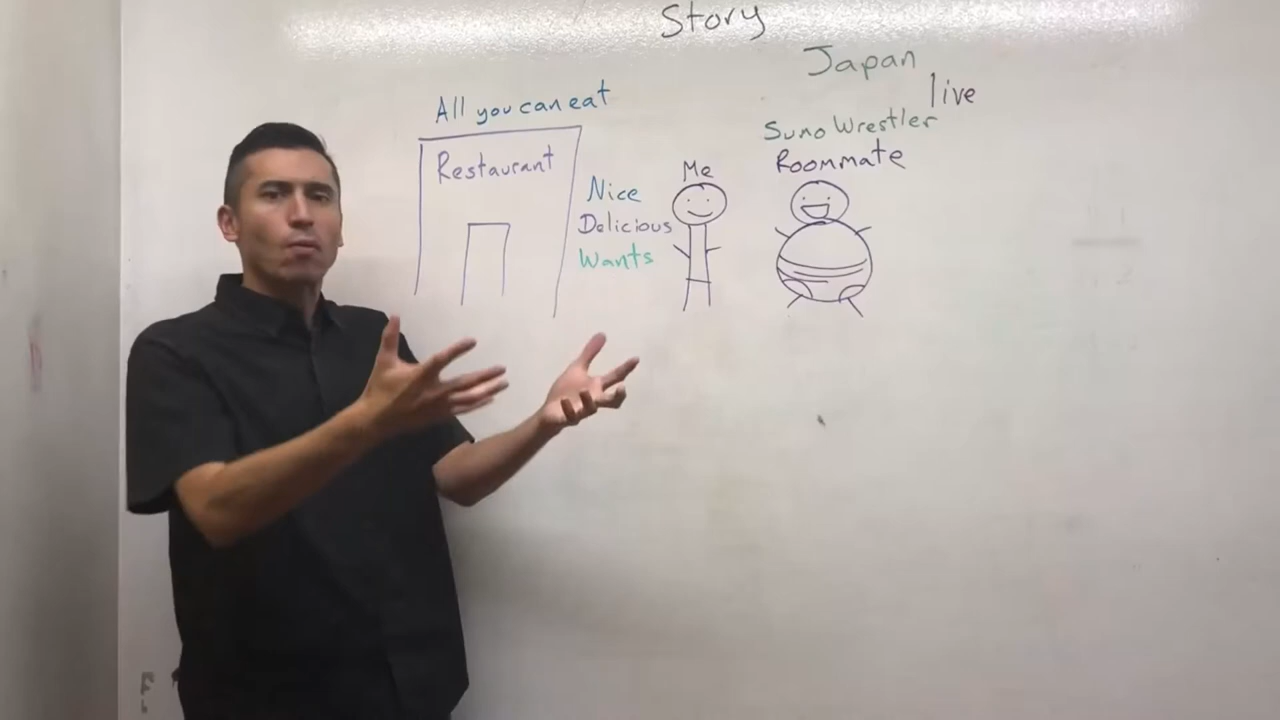 Story
Japan
live
All you can eat
Suno Wrestler
Roommate
Restaurant
Me
Nice
Delicious
Wants